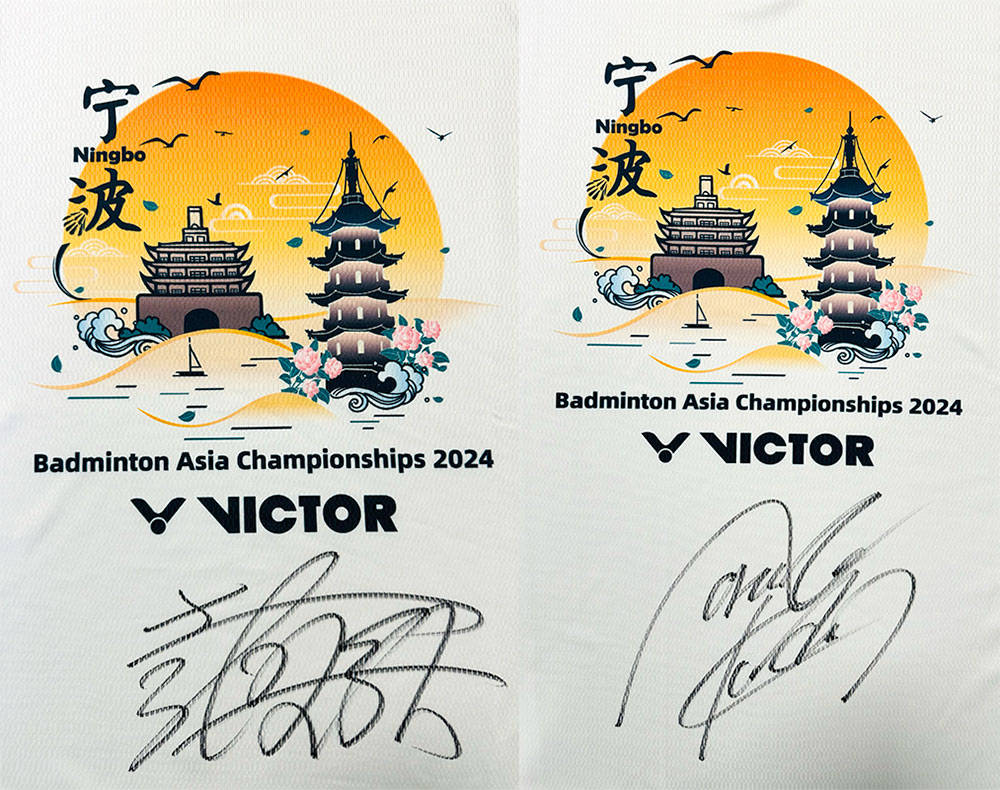 宁
Ningbo
波
Badminton Asia Championships 2024
VICTOR
宁
Ningbo
波
Badminton Asia Championships 2024
VICTOR